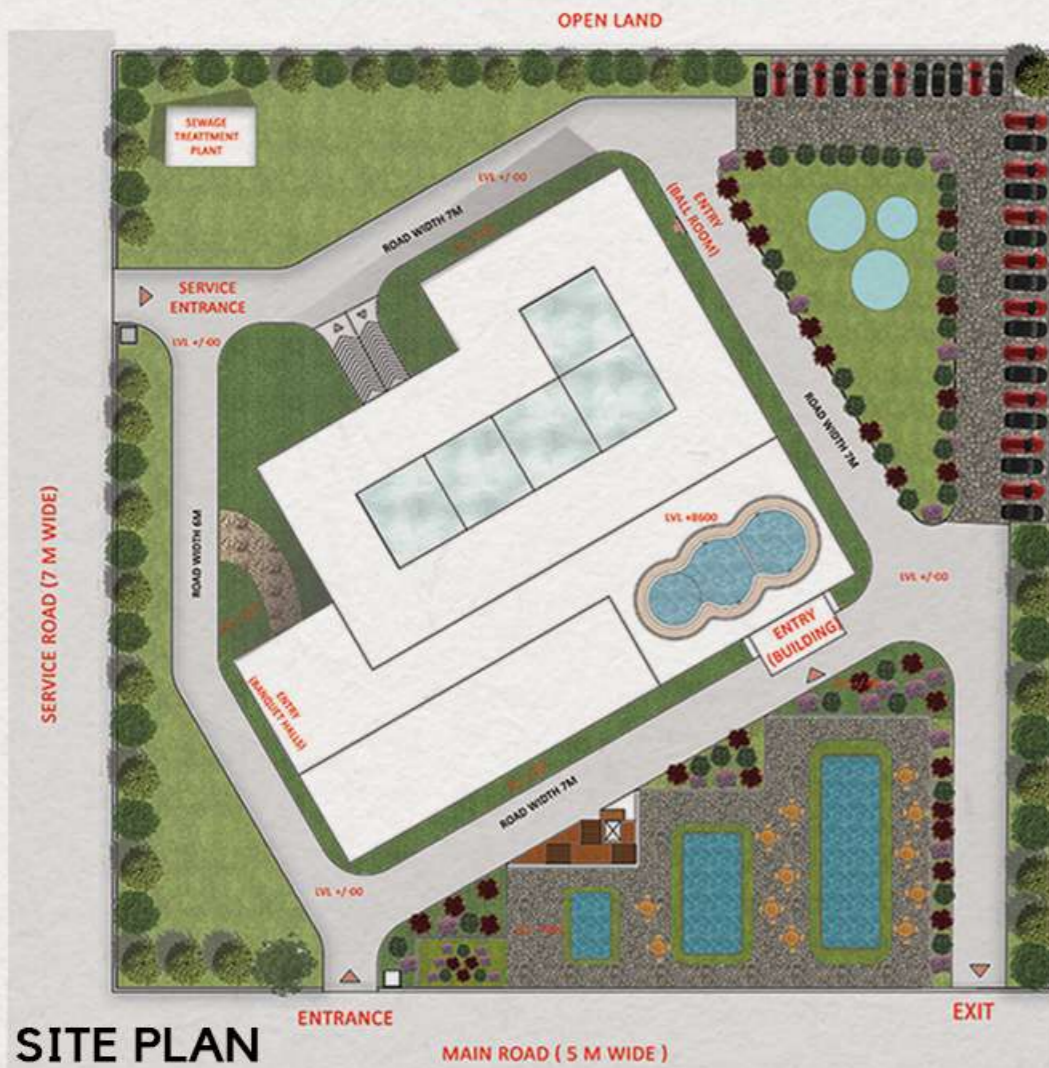 OPEN LAND
SEWAGE
TREATTMENT
PLANT
LVL +/-00
ENTRY
(BALL ROOM)
ROAD WIDTH 7M
SERVICE
ENTRANCE
LVL +/-00
ROAD WIDTH 7M
SERVICE ROAD (7 M WIDE)
ROAD WIDTH 6M
LVL +8600
LVL +/-00
ENTRY
(BUILDING)
ENTRY
(BANQUET HALLS)
ROAD WIDTH 7M
LVL +/-00
ENTRANCE
EXIT
SITE PLAN
MAIN ROAD ( 5 M WIDE )